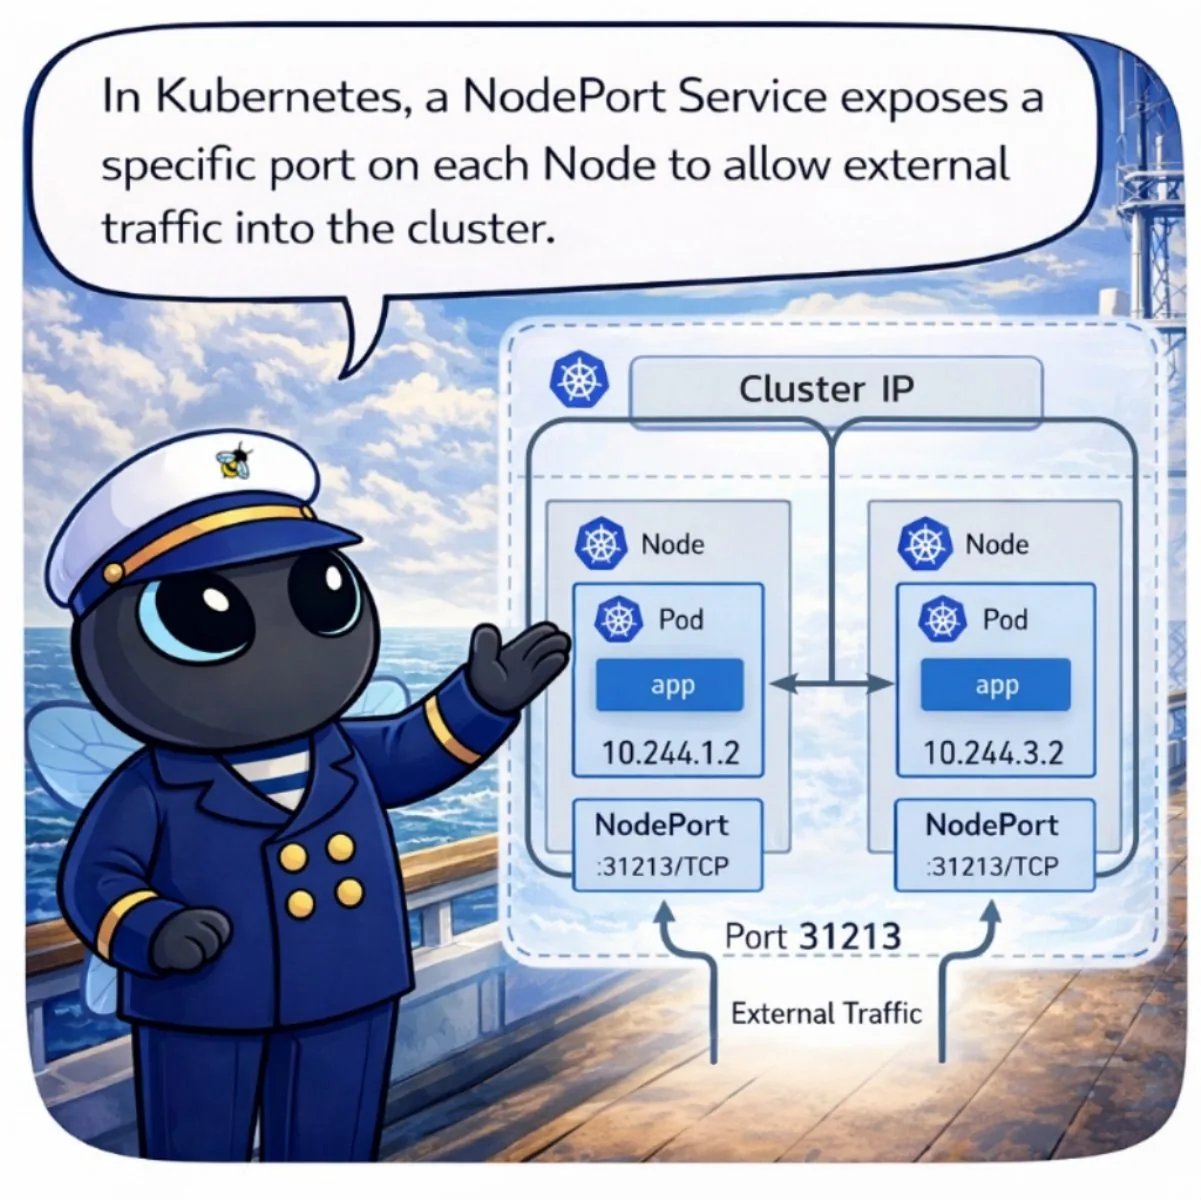 In Kubernetes, a NodePort Service exposes a
specific port on each Node to allow external
traffic into the cluster.
Cluster IP
Node
Pod
app
10.244.1.2
NodePort
:31213/TCP
Node
Pod
app
10.244.3.2
NodePort
:31213/TCP
Port 31213
External Traffic